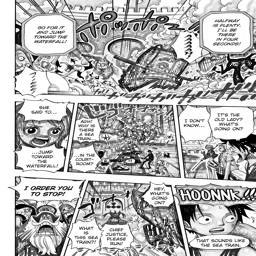 GO FOR IT
AND JUMP
TOWARD THE
WATERFALL!
HALFWAY
IS PLENTY,
I'LL BE
THERE
IN FOUR
SECONDS!
SHE
SAID TO...
...JUMP
TOWARD
THE
WATERFALL!
HUH?
WHY IS
THERE A
SEA
TRAIN...
...IN THE
COURT-
ROOM?
IT'S THE
OLD LADY?
WHAT'S
GOING ON?
I DON'T
KNOW...
I ORDER YOU
TO STOP!
WHAT
IS
THIS SEA
TRAIN?!
CHIEF
JUSTICE,
PLEASE
RUN!
HEY,
WHAT'S
GOING
ON?
HOONNK..!!
THAT SOUNDS LIKE
THE SEA TRAIN.